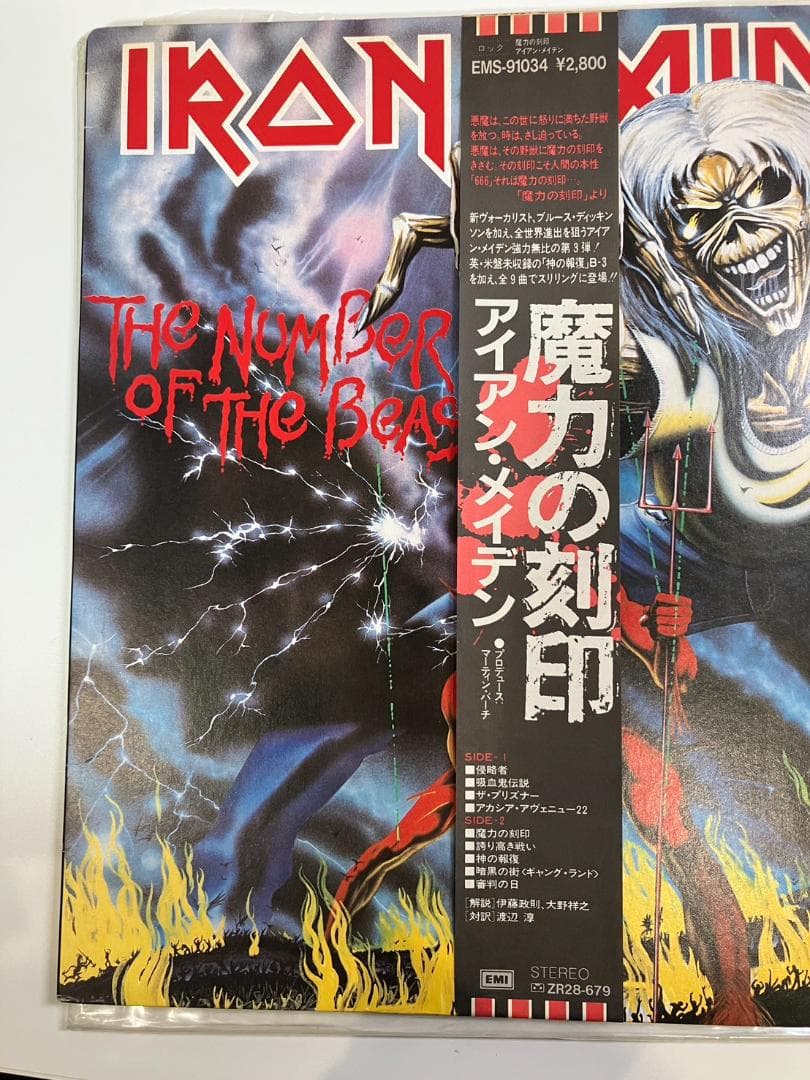 IRON MAIN
THE NUMBER
OF THE BEAS
ロック 魔力の刻印
アイアン・メイデン
EMS-91034 ¥2,800
悪魔は、この世に怒りに満ちた野獣
を放つ。時は、さし迫っている。
悪魔は、その野獣に魔力の刻印を
きざむ。その刻印こそ人間の本性
「666」それは魔力の刻印…。
「魔力の刻印」より
新ヴォーカリスト、ブルース・ディッキン
ソンを加え、全世界進出を狙うアイア
ン・メイデン強力無比の第3弾!
英・米盤未収録の「神の報復」B-3
を加え、全9曲でスリリングに登場!!
魔力の刻印
アイアン・メイデン・
プロデュース:
マーティン・バーチ
SIDE-1
■侵略者
■吸血鬼伝説
■ザ・プリズナー
■アカシア・アヴェニュー22
SIDE-2
■魔力の刻印
■誇り高き戦い
■神の報復
■暗黒の街〈ギャング・ランド〉
■審判の日
[解説]伊藤政則、大野祥之
[対訳]渡辺 淳
EMI STEREO
ZR28-679